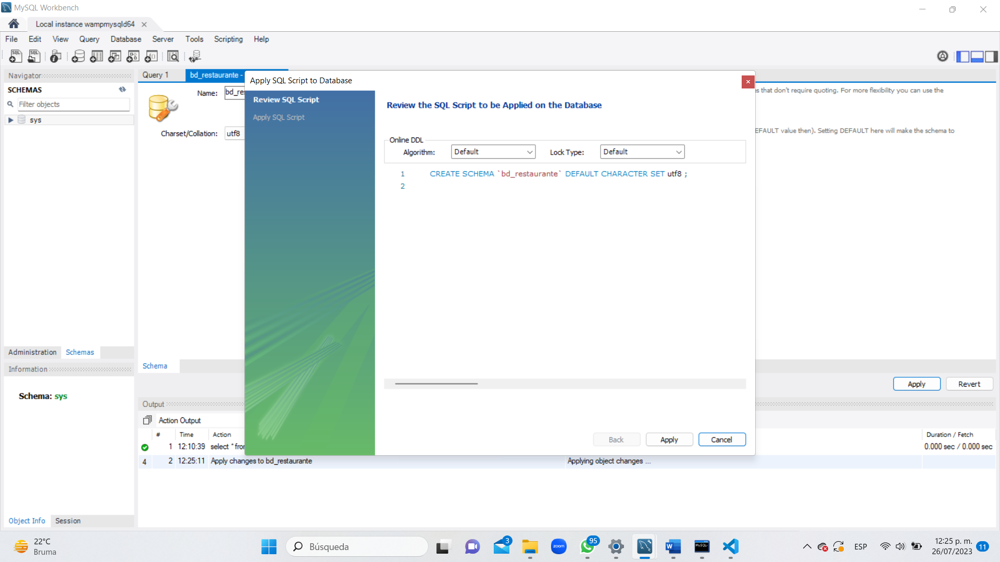 MySQL Workbench
Local instance wampmysqld64
File Edit View Query Database Server Tools Scripting Help
Navigator
SCHEMAS
Filter objects
sys
Administration Schemas
Information
Schema: sys
Object Info Session
Query 1
bd_restaurante -
Name: bd_re
Charset/Collation: utf8
s that don't require quoting. For more flexibility you can use the
EFAULT value then). Setting DEFAULT here will make the schema to
Schema
Apply Revert
Apply SQL Script to Database
Review SQL Script
Apply SQL Script
Review the SQL Script to be Applied on the Database
Online DDL
Algorithm: Default Lock Type: Default
1 CREATE SCHEMA `bd_restaurante` DEFAULT CHARACTER SET utf8 ;
2
Back Apply Cancel
Output
Action Output
# Time Action Duration / Fetch
1 12:10:39 select * fro 0.000 sec / 0.000 sec
4 2 12:25:11 Apply changes to bd_restaurante Applying object changes ...
22°C
Bruma
Búsqueda
3
zoom
95
W
MySQL
ESP
12:25 p. m.
26/07/2023
11